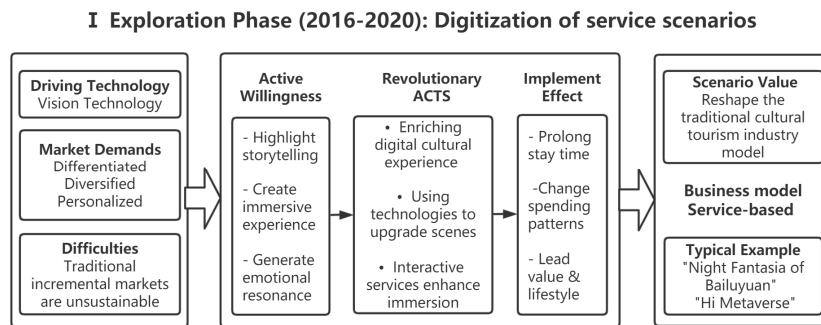 I Exploration Phase (2016-2020): Digitization of service scenarios
Driving Technology
Vision Technology
Market Demands
Differentiated
Diversified
Personalized
Difficulties
Traditional
incremental markets
are unsustainable
Active
Willingness
- Highlight
storytelling
- Create
immersive
experience
- Generate
emotional
resonance
Revolutionary
ACTS
• Enriching
digital cultural
experience
• Using
technologies to
upgrade scenes
• Interactive
services enhance
immersion
Implement
Effect
- Prolong
stay time
-Change
spending
patterns
- Lead
value &
lifestyle
Scenario Value
Reshape the
traditional cultural
tourism industry
model
Business model
Service-based
Typical Example
"Night Fantasia of
Bailuyuan"
"Hi Metaverse"